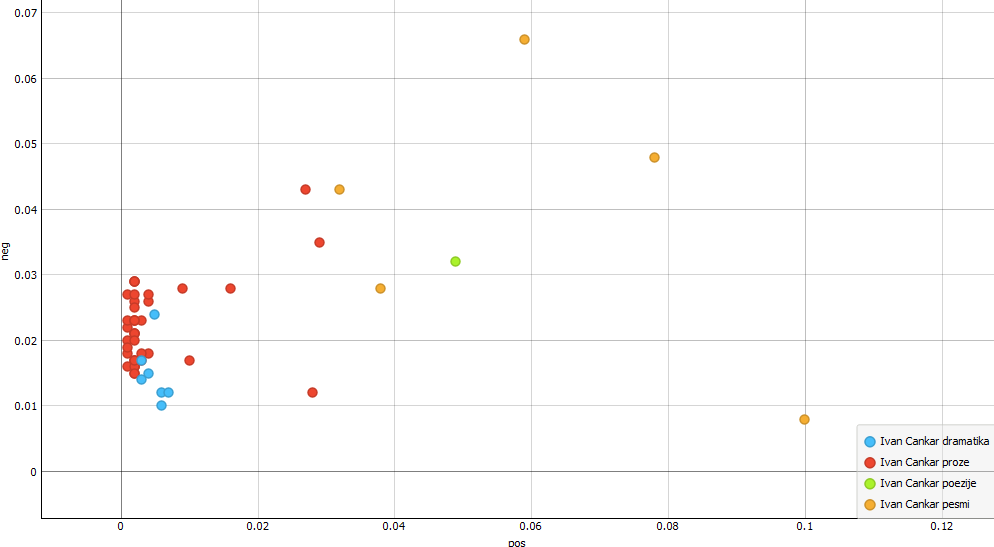 0.07
0.06
0.05
0.04
neg
0.03
0.02
0.01
0
0
0.02
0.04
0.06
0.08
0.1
0.12
pos
Ivan Cankar dramatika
Ivan Cankar proze
Ivan Cankar poezije
Ivan Cankar pesmi